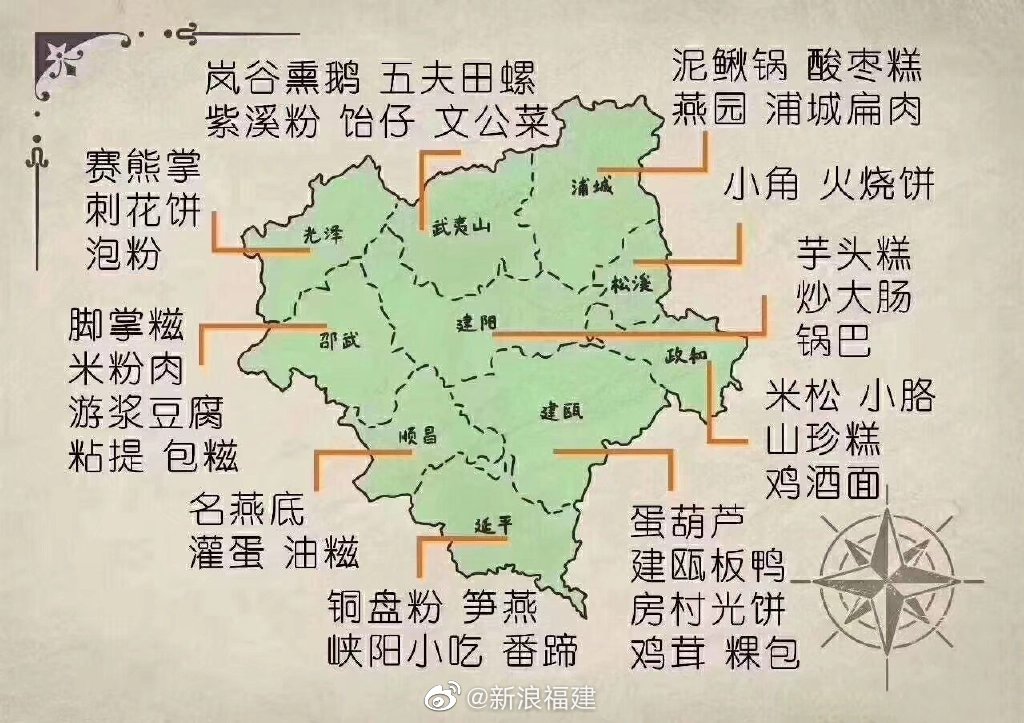 岚谷熏鹅 五夫田螺
紫溪粉 饴仔 文公菜
泥鳅锅 酸枣糕
燕园 浦城扁肉
赛熊掌
刺花饼
泡粉
小角 火烧饼
芋头糕
炒大肠
锅巴
脚掌糍
米粉肉
游浆豆腐
粘提 包糍
米松 小胳
山珍糕
鸡酒面
名燕底
灌蛋 油糍
蛋葫芦
建瓯板鸭
房村光饼
鸡茸 粿包
铜盘粉 笋燕
峡阳小吃 番蹄
浦城
武夷山
光泽
松溪
建阳
邵武
政和
建瓯
顺昌
延平
@新浪福建